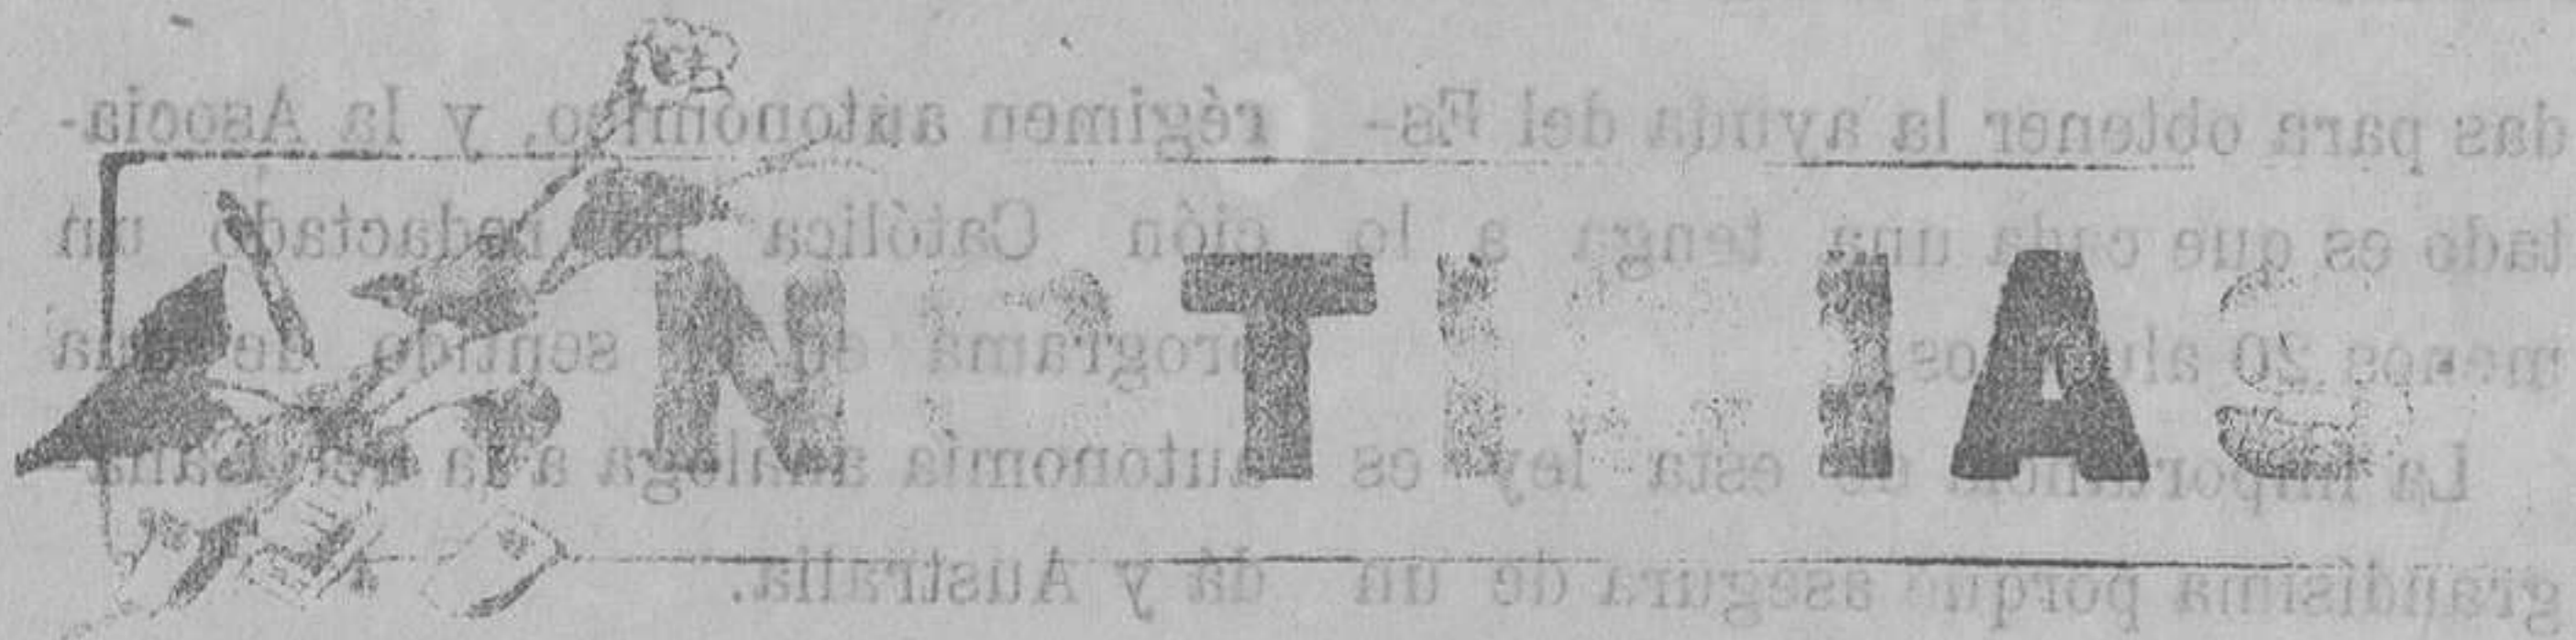 NOTICIAS
das para obtener la ayuda del Es-
tado es que cada una tenga a lo
menos 20 alumnos.
La importancia de esta ley es
grandísima porque asegura de un
régimen autonómico, y la Asocia-
ción Católica ha redactado un
programa en el sentido de una
autonomía análoga a la
dá y Australia.